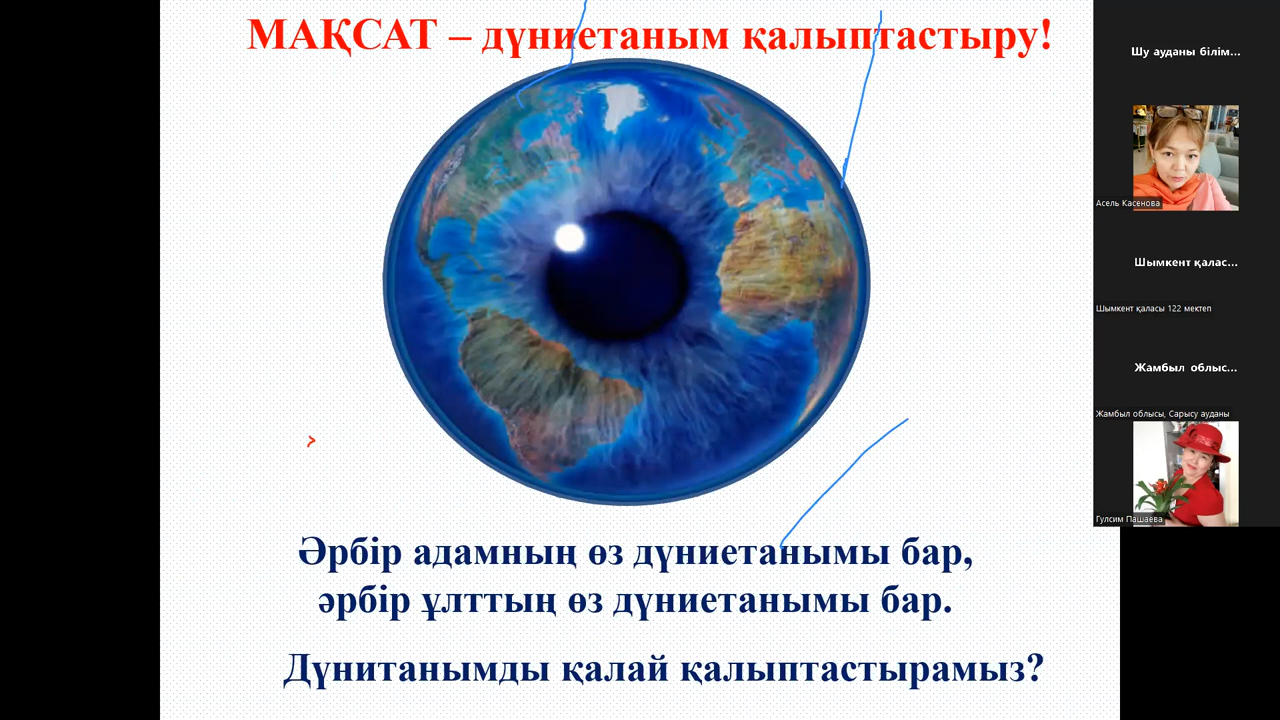 МАҚСАТ – дүниетаным қалыптастыру!
Әрбір адамның өз дүниетанымы бар,
әрбір ұлттың өз дүниетанымы бар.
Дүнитанымды қалай қалыптастырамыз?
Шу ауданы білім...
Асель Касенова
Шымкент қалас...
Шымкент қаласы 122 мектеп
Жамбыл облыс...
Жамбыл облысы, Сарысу ауданы
Гулсим Пашаева